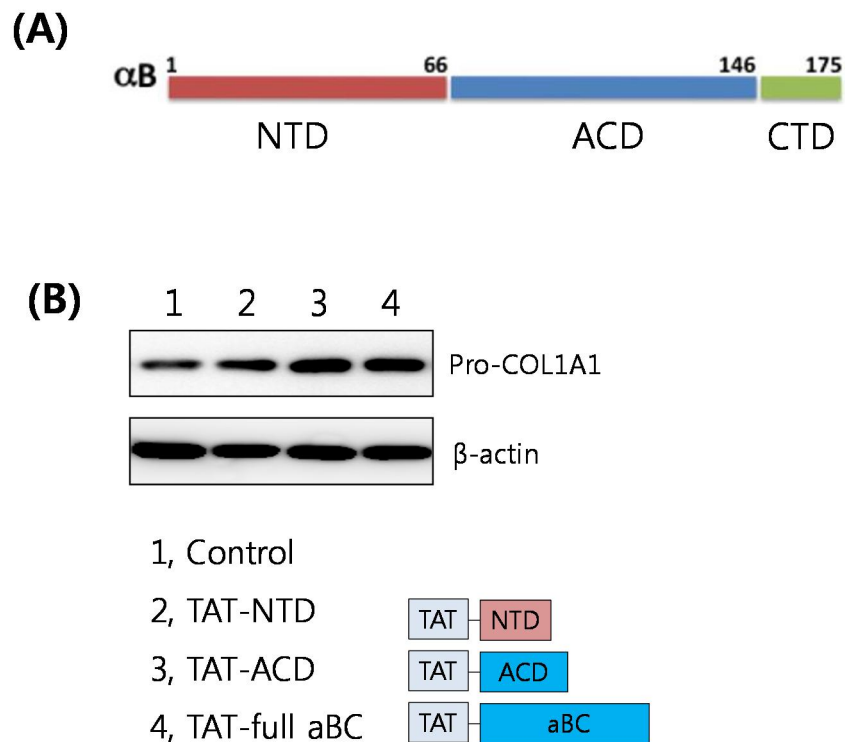 (A)
αB 1 66 146 175
NTD ACD CTD
(B) 1 2 3 4
Pro-COL1A1
β-actin
1, Control
2, TAT-NTD TAT NTD
3, TAT-ACD TAT ACD
4, TAT-full aBC TAT aBC